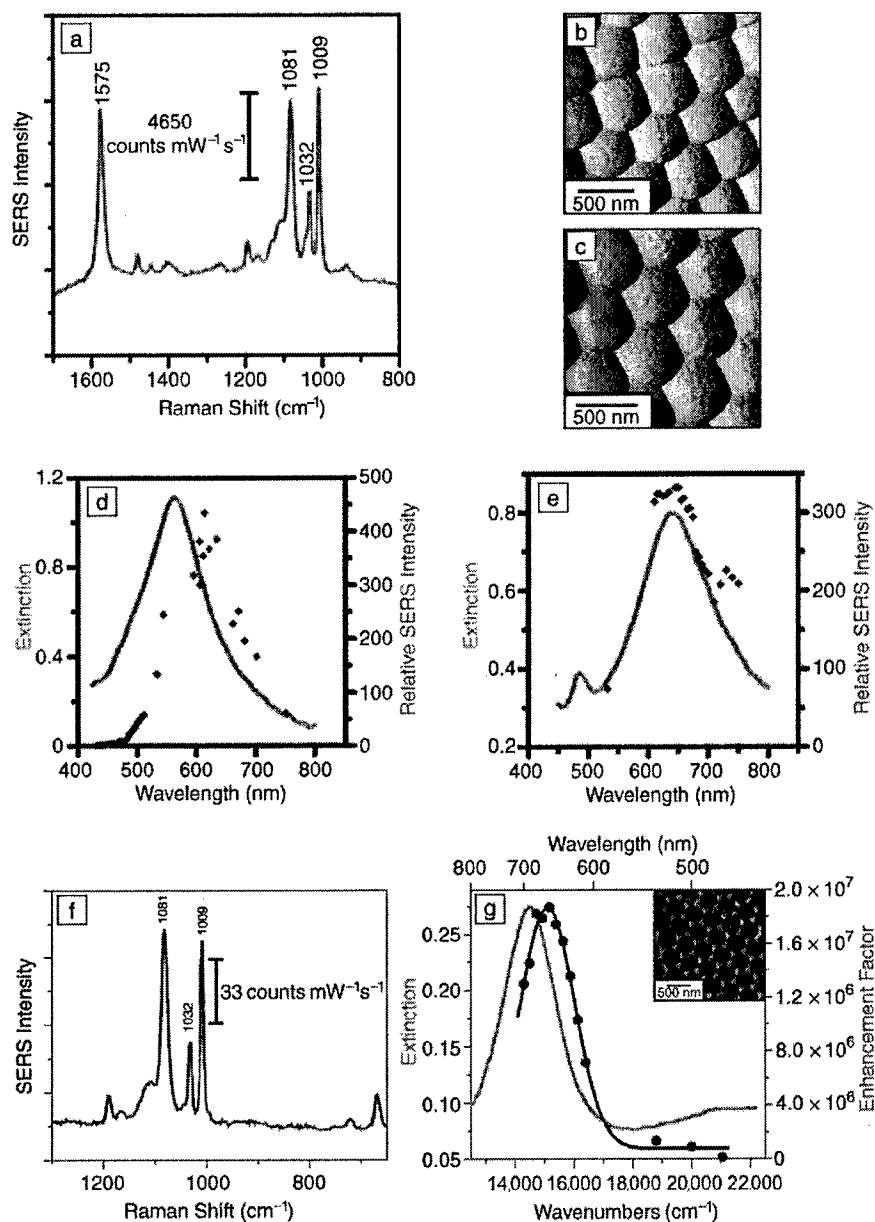 a
1575
1081
1009
1032
4650
counts mW⁻¹ s⁻¹
SERS Intensity
1600 1400 1200 1000 800
Raman Shift (cm⁻¹)
b
500 nm
c
500 nm
d
1.2
0.8
0.4
0
Extinction
500
400
300
200
100
0
Relative SERS Intensity
400 500 600 700 800
Wavelength (nm)
e
0.8
0.6
0.4
0.2
Extinction
300
200
100
0
Relative SERS Intensity
400 500 600 700 800
Wavelength (nm)
f
1081
1009
1032
33 counts mW⁻¹s⁻¹
SERS Intensity
1200 1000 800
Raman Shift (cm⁻¹)
Wavelength (nm)
800 700 600 500
g
0.25
0.20
0.15
0.10
0.05
Extinction
500 nm
2.0 × 10⁷
1.6 × 10⁷
1.2 × 10⁶
8.0 × 10⁶
4.0 × 10⁶
0
Enhancement Factor
14,000 16,000 18,000 20,000 22,000
Wavenumbers (cm⁻¹)